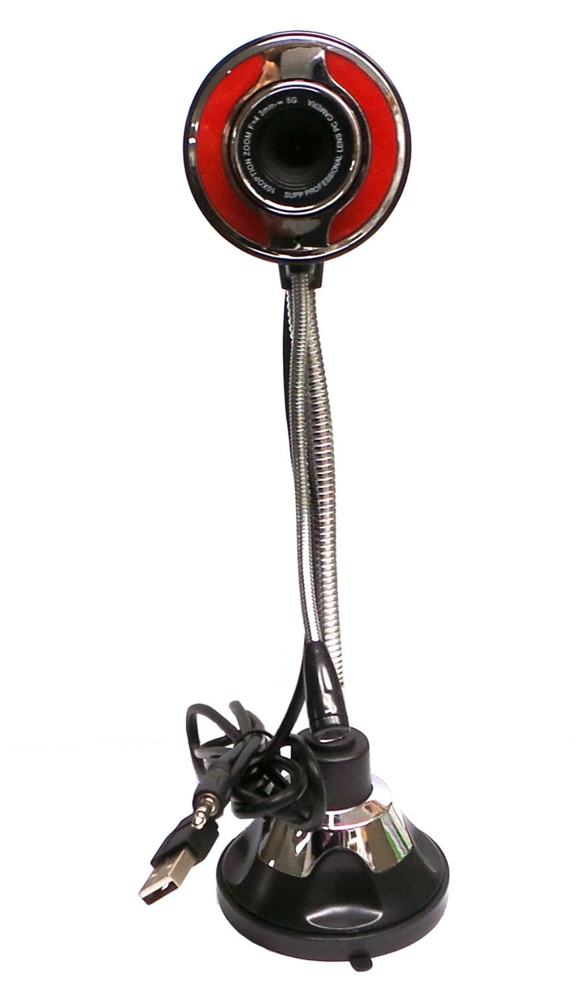 10XOPTION ZOOM F=4.3mm-∞ 5G
SUPP PROFESSIONAL LENS PC CAMERA